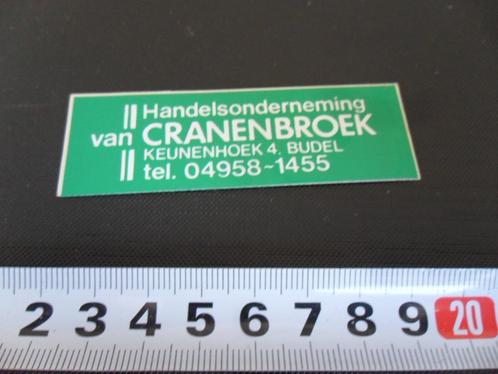 Handelsonderneming
van CRANENBROEK
KEUNENHOEK 4, BUDEL
tel. 04958~1455
2 3 4 5 6 7 8 9 20